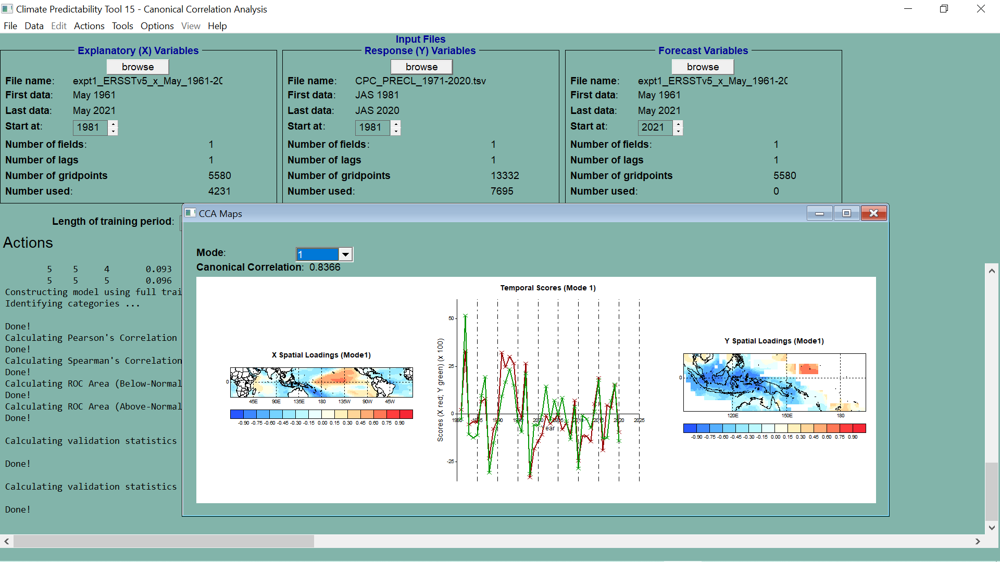 Climate Predictability Tool 15 - Canonical Correlation Analysis
File Data Edit Actions Tools Options View Help
Input Files
Explanatory (X) Variables
browse
File name: expt1_ERSSTv5_x_May_1961-20
First data: May 1961
Last data: May 2021
Start at: 1981
Number of fields: 1
Number of lags 1
Number of gridpoints 5580
Number used: 4231
Response (Y) Variables
browse
File name: CPC_PRECL_1971-2020.tsv
First data: JAS 1981
Last data: JAS 2020
Start at: 1981
Number of fields: 1
Number of lags 1
Number of gridpoints 13332
Number used: 7695
Forecast Variables
browse
File name: expt1_ERSSTv5_x_May_1961-20
First data: May 1961
Last data: May 2021
Start at: 2021
Number of fields: 1
Number of lags 1
Number of gridpoints 5580
Number used: 0
Length of training period:
Actions
5 5 4 0.093
5 5 5 0.096
Constructing model using full trai
Identifying categories ...
Done!
Calculating Pearson's Correlation
Done!
Calculating Spearman's Correlation
Done!
Calculating ROC Area (Below-Normal
Done!
Calculating ROC Area (Above-Normal
Done!
Calculating validation statistics
Done!
Calculating validation statistics
Done!
CCA Maps
Mode: 1
Canonical Correlation: 0.8366
X Spatial Loadings (Mode1)
0
45E 90E 135E 180 135W 90W 45W
-0.90 -0.75 -0.60 -0.45 -0.30 -0.15 0.00 0.15 0.30 0.45 0.60 0.75 0.90
Temporal Scores (Mode 1)
Scores (X red; Y green) (x 100)
50
25
0
-25
1980 1985 1990 1995 2000 2005 2010 2015 2020 2025
ear
Y Spatial Loadings (Mode1)
0
120E 150E 180
-0.90 -0.75 -0.60 -0.45 -0.30 -0.15 0.00 0.15 0.30 0.45 0.60 0.75 0.90